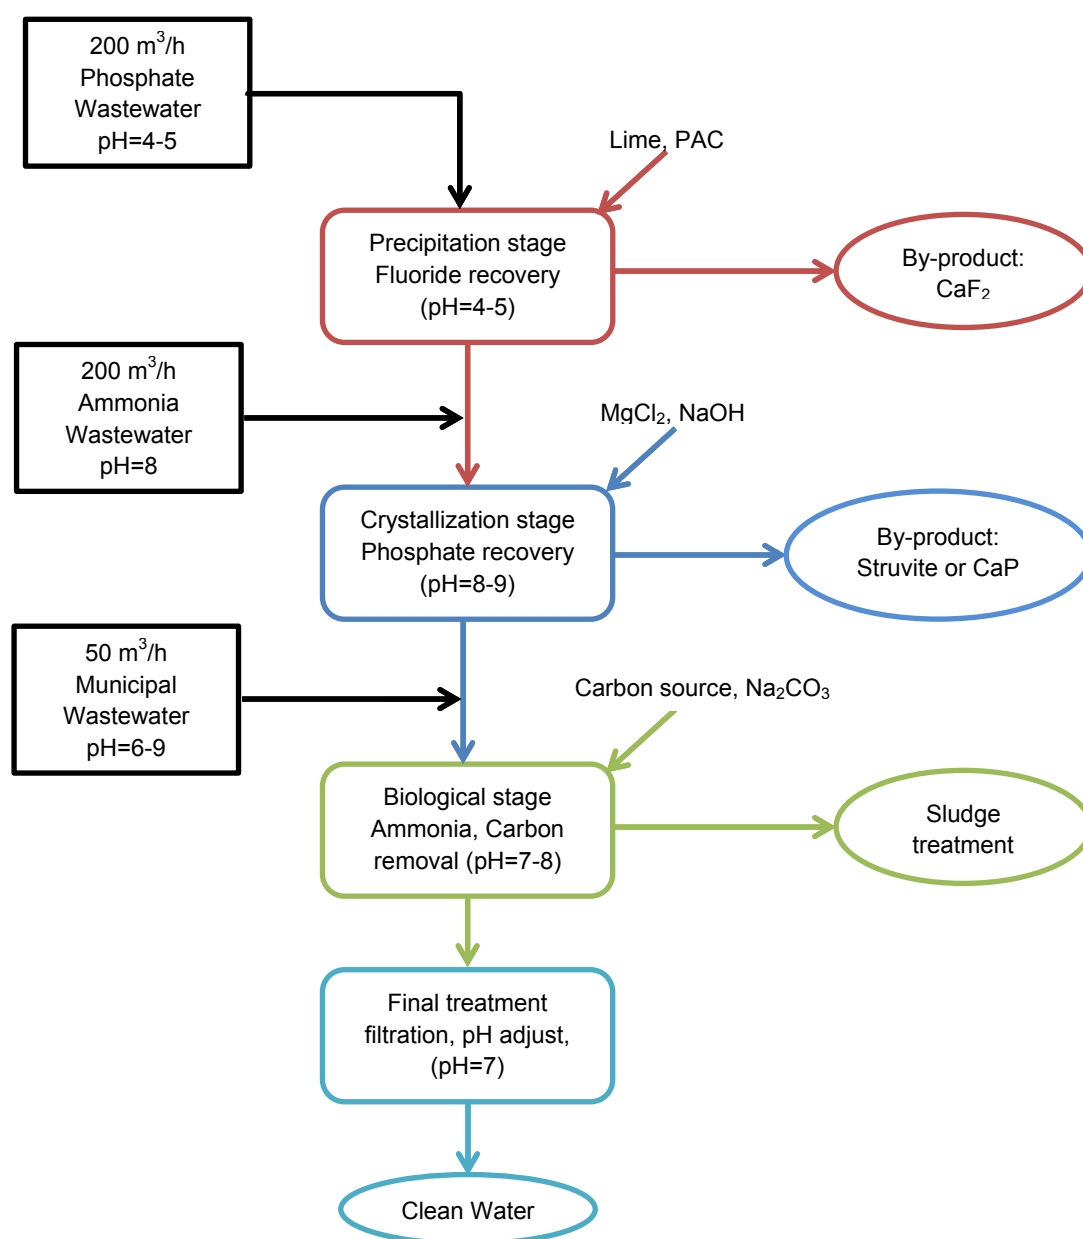 200 m³/h
Phosphate
Wastewater
pH=4-5
Lime, PAC
Precipitation stage
Fluoride recovery
(pH=4-5)
By-product:
CaF₂
200 m³/h
Ammonia
Wastewater
pH=8
MgCl₂, NaOH
Crystallization stage
Phosphate recovery
(pH=8-9)
By-product:
Struvite or CaP
50 m³/h
Municipal
Wastewater
pH=6-9
Carbon source, Na₂CO₃
Biological stage
Ammonia, Carbon
removal (pH=7-8)
Sludge
treatment
Final treatment
filtration, pH adjust,
(pH=7)
Clean Water